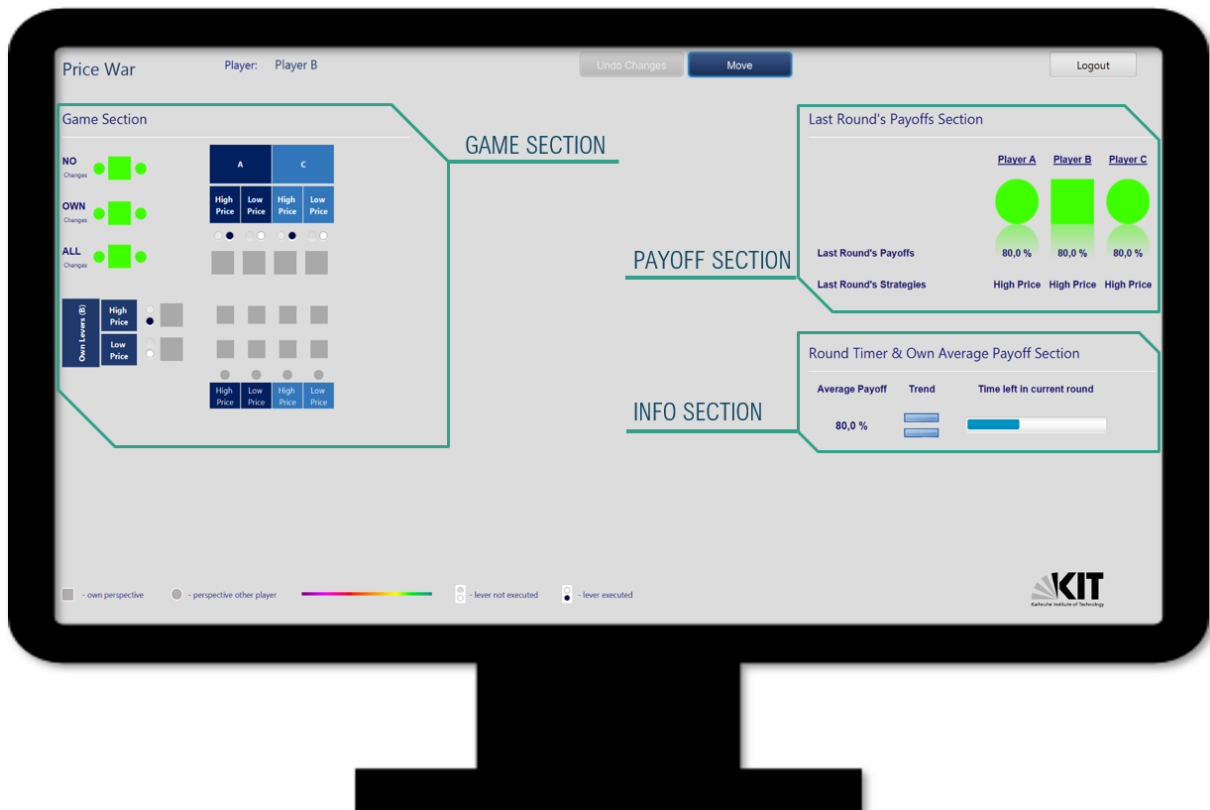 Price War
Player: Player B
Undo Changes
Move
Logout
Game Section
GAME SECTION
NO
Changes
OWN
Changes
ALL
Changes
A
C
High Price
Low Price
High Price
Low Price
Own Levers (B)
High Price
Low Price
High Price
Low Price
High Price
Low Price
PAYOFF SECTION
Last Round's Payoffs Section
Player A Player B Player C
Last Round's Payoffs 80,0 % 80,0 % 80,0 %
Last Round's Strategies High Price High Price High Price
INFO SECTION
Round Timer & Own Average Payoff Section
Average Payoff Trend Time left in current round
80,0 %
- own perspective
- perspective other player
- lever not executed
- lever executed
KIT
Karlsruhe Institute of Technology